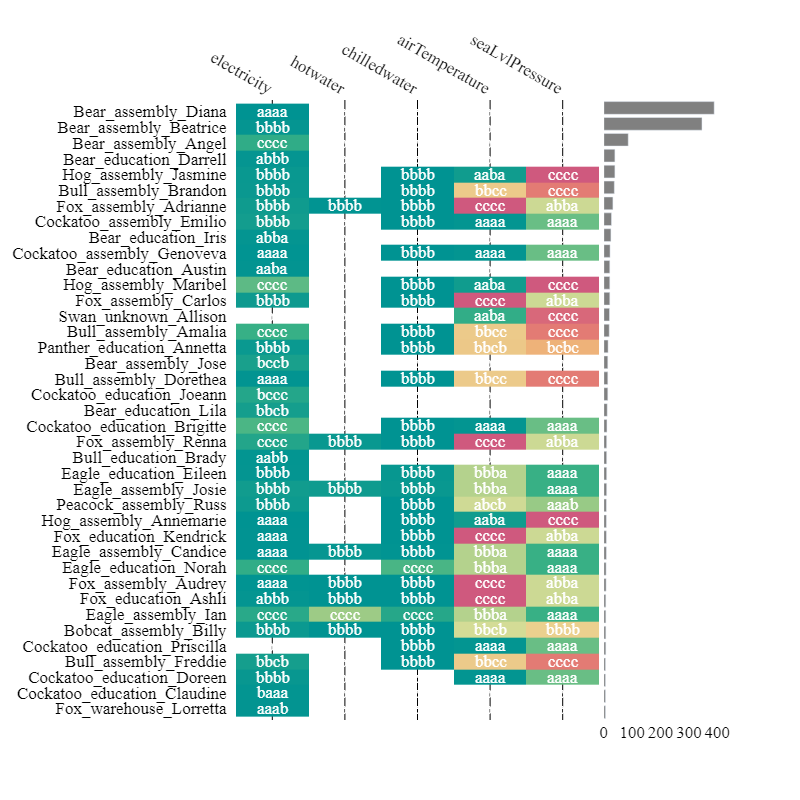 electricity hotwater chilledwater airTemperature seaLvlPressure
Bear_assembly_Diana aaaa
Bear_assembly_Beatrice bbbb
Bear_assembly_Angel cccc
Bear_education_Darrell abbb
Hog_assembly_Jasmine bbbb bbbb aaba cccc
Bull_assembly_Brandon bbbb bbbb bbcc cccc
Fox_assembly_Adrianne bbbb bbbb bbbb cccc abba
Cockatoo_assembly_Emilio bbbb bbbb aaaa aaaa
Bear_education_Iris abba
Cockatoo_assembly_Genoveva aaaa bbbb aaaa aaaa
Bear_education_Austin aaba
Hog_assembly_Maribel cccc bbbb aaba cccc
Fox_assembly_Carlos bbbb bbbb cccc abba
Swan_unknown_Allison aaba cccc
Bull_assembly_Amalia cccc bbbb bbcc cccc
Panther_education_Annetta bbbb bbbb bbcb bcbc
Bear_assembly_Jose bccb
Bull_assembly_Dorethea aaaa bbbb bbcc cccc
Cockatoo_education_Joeann bccc
Bear_education_Lila bbcb
Cockatoo_education_Brigitte cccc bbbb aaaa aaaa
Fox_assembly_Renna cccc bbbb bbbb cccc abba
Bull_education_Brady aabb
Eagle_education_Eileen bbbb bbbb bbba aaaa
Eagle_assembly_Josie bbbb bbbb bbbb bbba aaaa
Peacock_assembly_Russ bbbb bbbb abcb aaab
Hog_assembly_Annemarie aaaa bbbb aaba cccc
Fox_education_Kendrick aaaa bbbb cccc abba
Eagle_assembly_Candice aaaa bbbb bbbb bbba aaaa
Eagle_education_Norah cccc cccc bbba aaaa
Fox_assembly_Audrey aaaa bbbb bbbb cccc abba
Fox_education_Ashli abbb bbbb bbbb cccc abba
Eagle_assembly_Ian cccc cccc cccc bbba aaaa
Bobcat_assembly_Billy bbbb bbbb bbbb bbcb bbbb
Cockatoo_education_Priscilla bbbb aaaa aaaa
Bull_assembly_Freddie bbcb bbbb bbcc cccc
Cockatoo_education_Doreen bbbb aaaa aaaa
Cockatoo_education_Claudine baaa
Fox_warehouse_Lorretta aaab
0 100 200 300 400